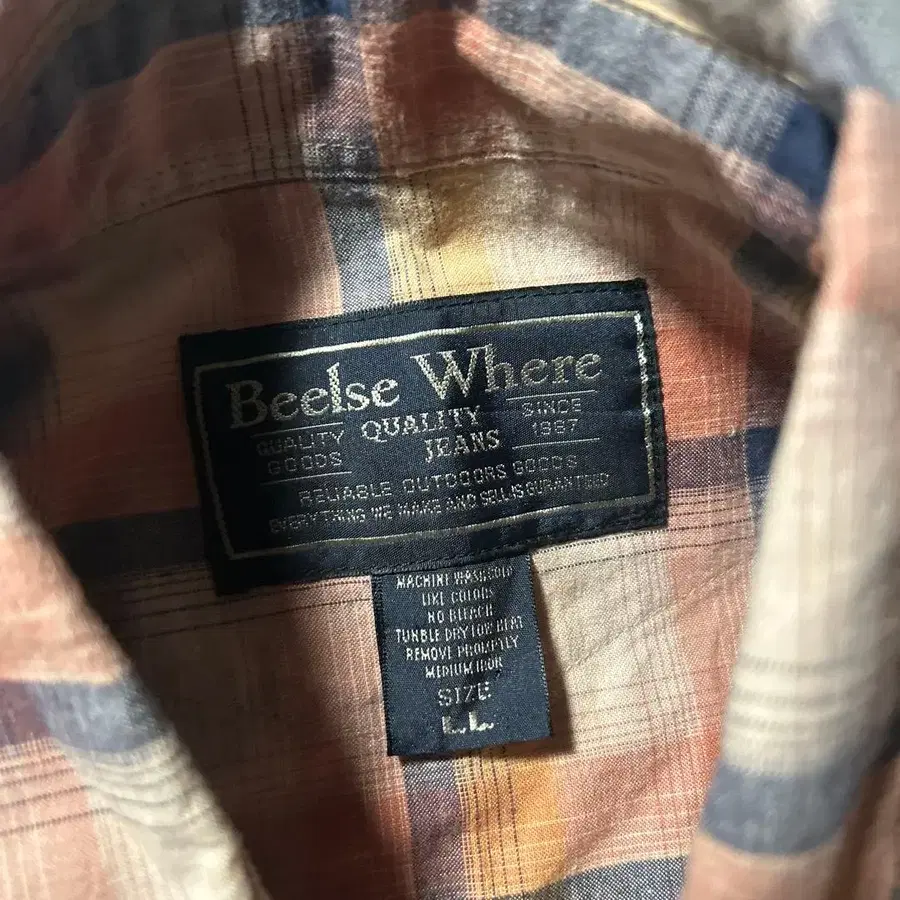 Beelse Where
QUALITY GOODS
QUALITY JEANS
SINCE 1987
RELIABLE OUTDOORS GOODS
EVERYTHING WE MAKE AND SELL IS GURANTEED
MACHINE WASH COLD
LIKE COLORS
NO BLEACH
TUMBLE DRY LOW HEAT
REMOVE PROMPTLY
MEDIUM IRON
SIZE
LL